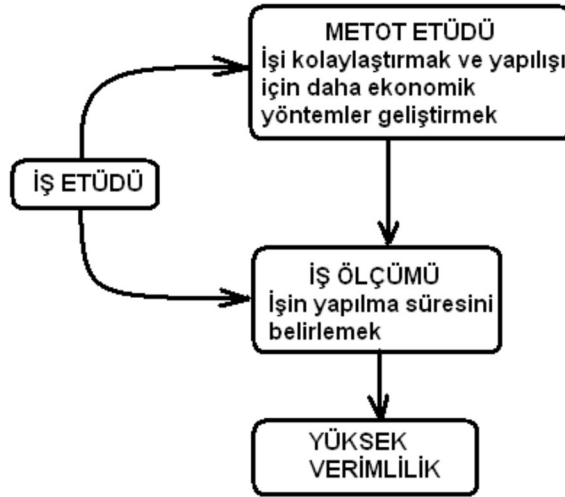 METOT ETÜDÜ
İşi kolaylaştırmak ve yapılışı
için daha ekonomik
yöntemler geliştirmek
İŞ ETÜDÜ
İŞ ÖLÇÜMÜ
İşin yapılma süresini
belirlemek
YÜKSEK
VERİMLİLİK